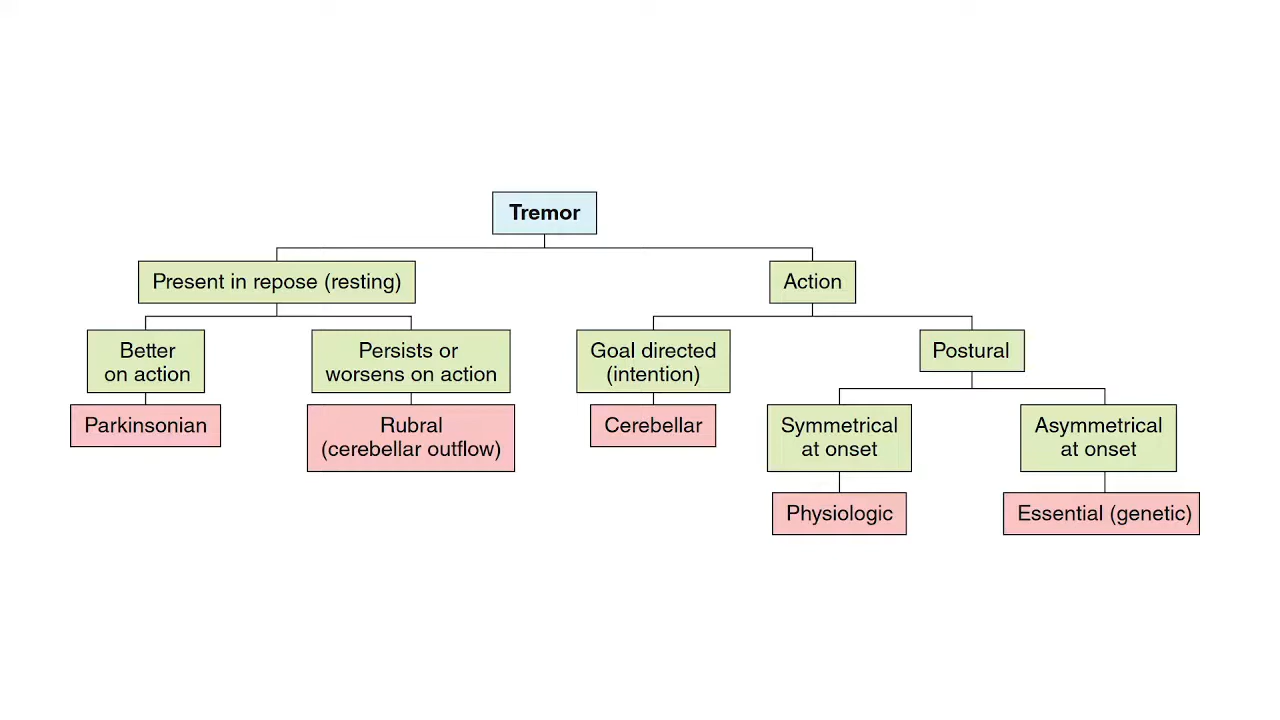 Tremor
Present in repose (resting)
Action
Better
on action
Persists or
worsens on action
Goal directed
(intention)
Postural
Parkinsonian
Rubral
(cerebellar outflow)
Cerebellar
Symmetrical
at onset
Asymmetrical
at onset
Physiologic
Essential (genetic)